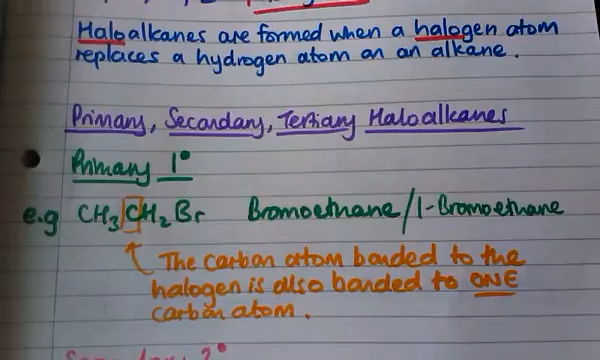 Haloalkanes are formed when a halogen atom
replaces a hydrogen atom on an alkane.
Primary, Secondary, Tertiary Haloalkanes
Primary 1°
e.g CH₃CH₂Br Bromoethane/1-Bromoethane
The carbon atom bonded to the
halogen is also bonded to ONE
carbon atom.